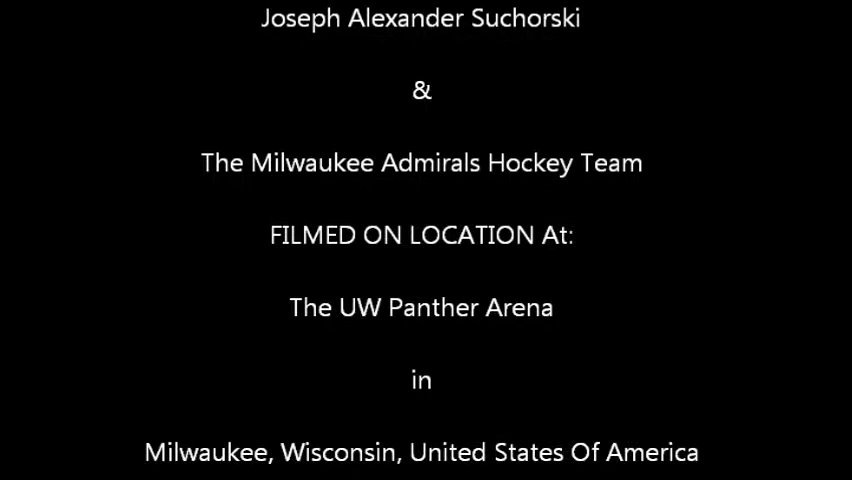 Joseph Alexander Suchorski
&
The Milwaukee Admirals Hockey Team
FILMED ON LOCATION At:
The UW Panther Arena
in
Milwaukee, Wisconsin, United States Of America